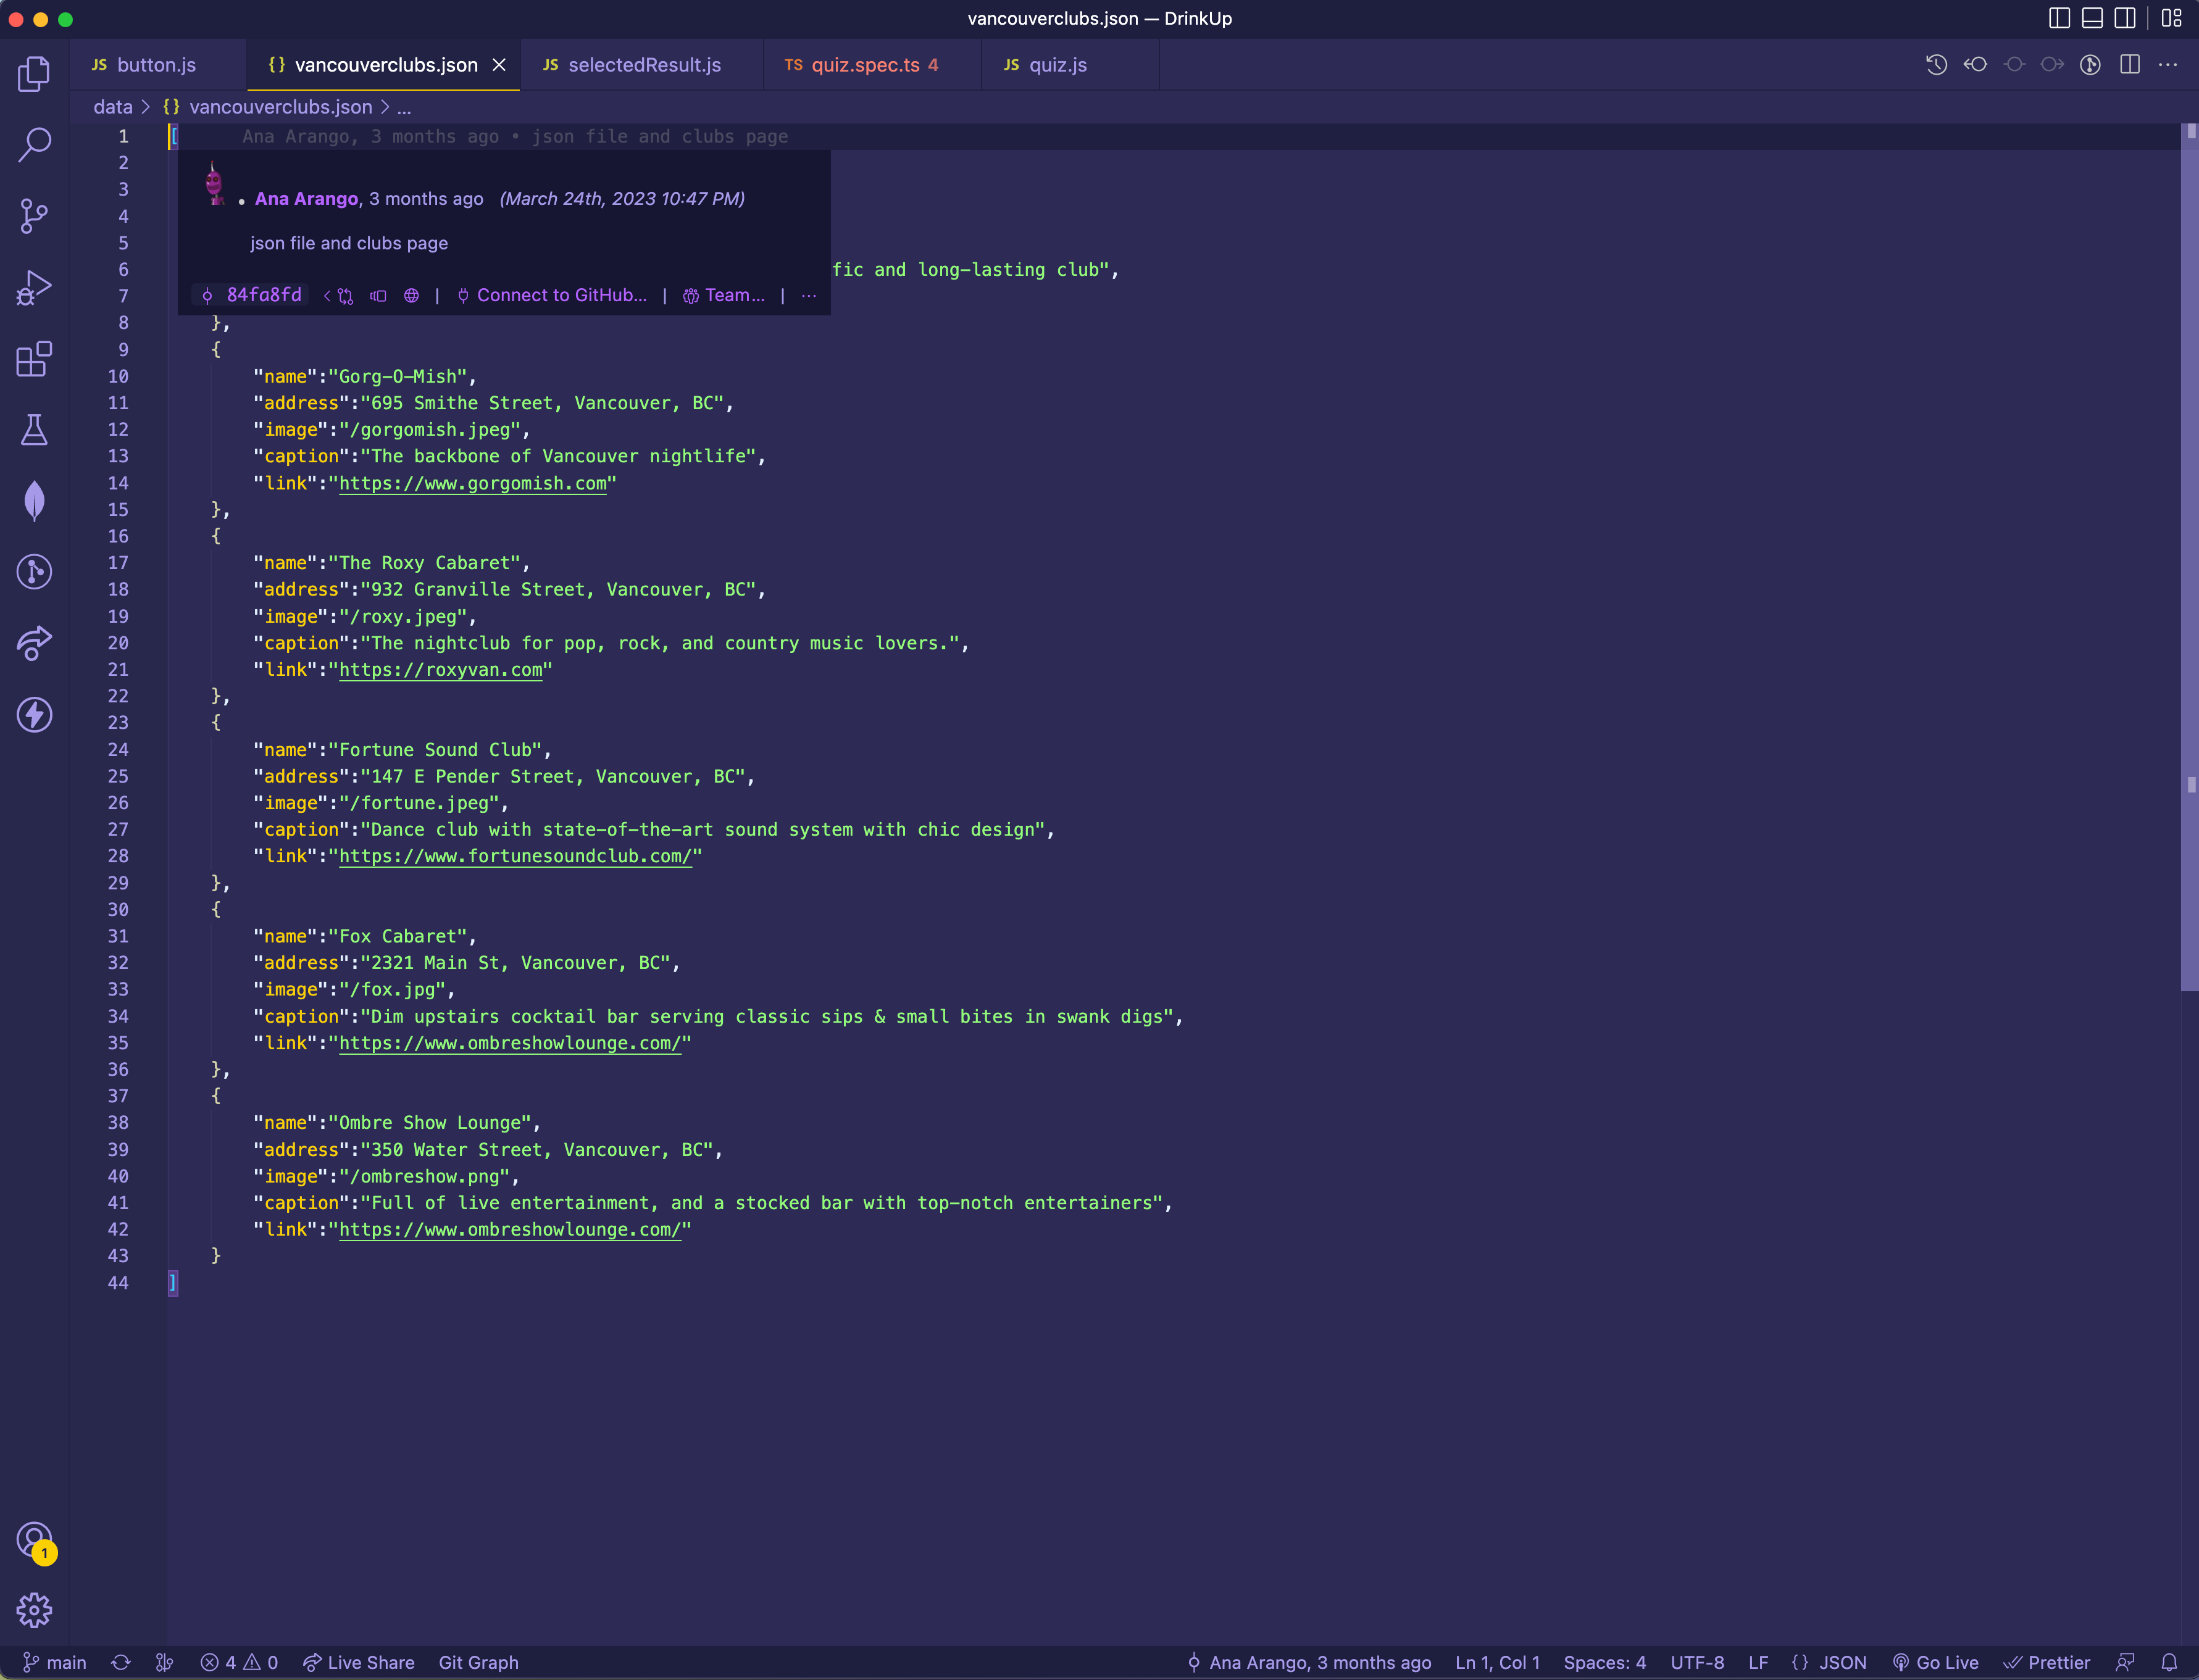 vancouverclubs.json — DrinkUp
JS button.js {} vancouverclubs.json × JS selectedResult.js TS quiz.spec.ts 4 JS quiz.js
data > {} vancouverclubs.json > ...
1 [ Ana Arango, 3 months ago • json file and clubs page
2
3 • Ana Arango, 3 months ago (March 24th, 2023 10:47 PM)
4
5 json file and clubs page
6 fic and long-lasting club",
7 84fa8fd | Connect to GitHub... | Team... | ...
8 },
9 {
10 "name":"Gorg-O-Mish",
11 "address":"695 Smithe Street, Vancouver, BC",
12 "image":"/gorgomish.jpeg",
13 "caption":"The backbone of Vancouver nightlife",
14 "link":"https://www.gorgomish.com"
15 },
16 {
17 "name":"The Roxy Cabaret",
18 "address":"932 Granville Street, Vancouver, BC",
19 "image":"/roxy.jpeg",
20 "caption":"The nightclub for pop, rock, and country music lovers.",
21 "link":"https://roxyvan.com"
22 },
23 {
24 "name":"Fortune Sound Club",
25 "address":"147 E Pender Street, Vancouver, BC",
26 "image":"/fortune.jpeg",
27 "caption":"Dance club with state-of-the-art sound system with chic design",
28 "link":"https://www.fortunesoundclub.com/"
29 },
30 {
31 "name":"Fox Cabaret",
32 "address":"2321 Main St, Vancouver, BC",
33 "image":"/fox.jpg",
34 "caption":"Dim upstairs cocktail bar serving classic sips & small bites in swank digs",
35 "link":"https://www.ombreshowlounge.com/"
36 },
37 {
38 "name":"Ombre Show Lounge",
39 "address":"350 Water Street, Vancouver, BC",
40 "image":"/ombreshow.png",
41 "caption":"Full of live entertainment, and a stocked bar with top-notch entertainers",
42 "link":"https://www.ombreshowlounge.com/"
43 }
44 ]
1
main 4 0 Live Share Git Graph Ana Arango, 3 months ago Ln 1, Col 1 Spaces: 4 UTF-8 LF {} JSON Go Live Prettier